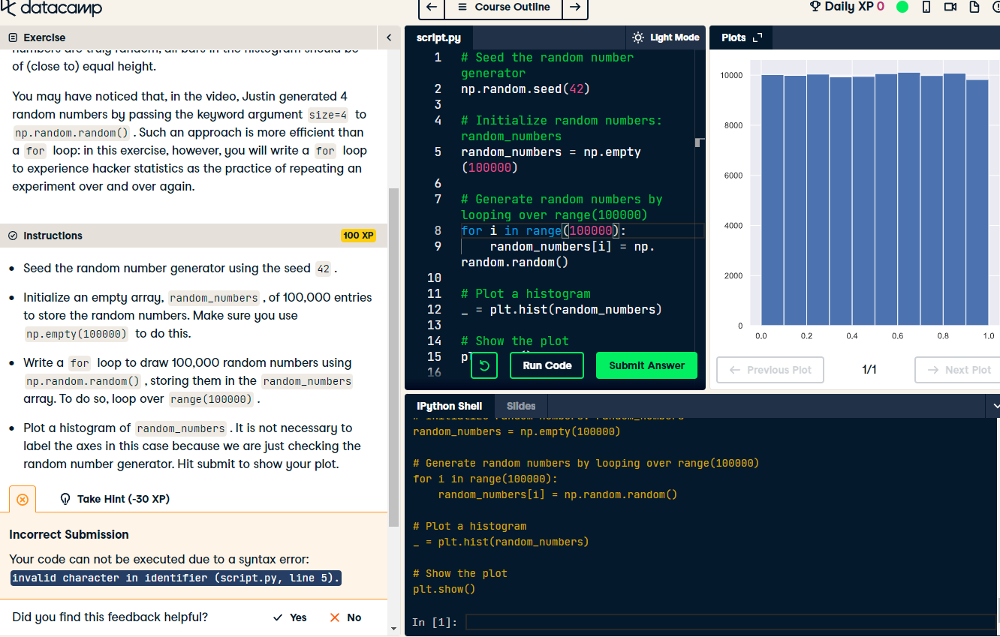 datacamp
Course Outline
Daily XP 0
Exercise
numbers are truly random, all bars in the histogram should be
of (close to) equal height.
You may have noticed that, in the video, Justin generated 4
random numbers by passing the keyword argument size=4 to
np.random.random() . Such an approach is more efficient than
a for loop: in this exercise, however, you will write a for loop
to experience hacker statistics as the practice of repeating an
experiment over and over again.
Instructions
100 XP
Seed the random number generator using the seed 42 .
Initialize an empty array, random_numbers , of 100,000 entries
to store the random numbers. Make sure you use
np.empty(100000) to do this.
Write a for loop to draw 100,000 random numbers using
np.random.random() , storing them in the random_numbers
array. To do so, loop over range(100000) .
Plot a histogram of random_numbers . It is not necessary to
label the axes in this case because we are just checking the
random number generator. Hit submit to show your plot.
Take Hint (-30 XP)
Incorrect Submission
Your code can not be executed due to a syntax error:
invalid character in identifier (script.py, line 5).
Did you find this feedback helpful?
Yes
No
script.py
Light Mode
1 # Seed the random number
generator
2 np.random.seed(42)
3
4 # Initialize random numbers:
random_numbers
5 random_numbers = np.empty
(100000)
6
7 # Generate random numbers by
looping over range(100000)
8 for i in range(100000):
9 random_numbers[i] = np.
random.random()
10
11 # Plot a histogram
12 _ = plt.hist(random_numbers)
13
14 # Show the plot
15
16
Run Code
Submit Answer
Plots
10000
8000
6000
4000
2000
0
0.0 0.2 0.4 0.6 0.8 1.0
Previous Plot
1/1
Next Plot
IPython Shell
Slides
# Initialize random numbers: random_numbers
random_numbers = np.empty(100000)
# Generate random numbers by looping over range(100000)
for i in range(100000):
random_numbers[i] = np.random.random()
# Plot a histogram
_ = plt.hist(random_numbers)
# Show the plot
plt.show()
In [1]: